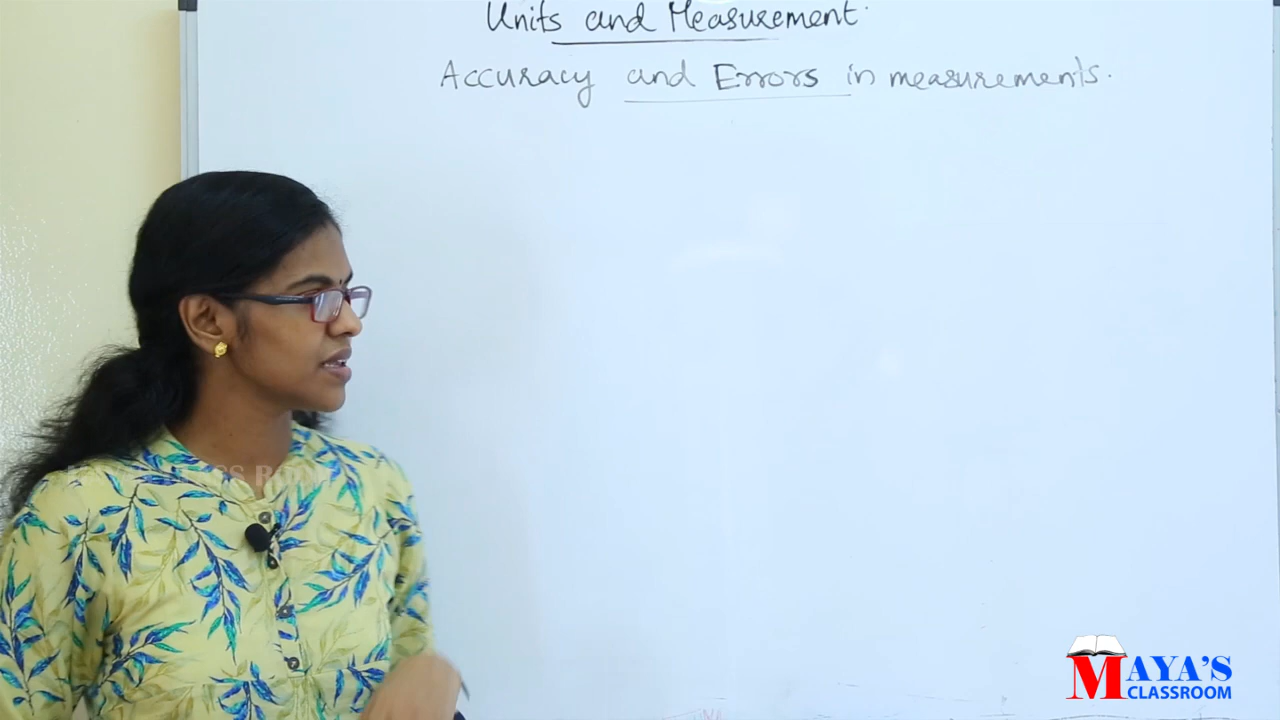 Units and Measurement.
Accuracy and Errors in measurements.
MAYA'S
CLASSROOM